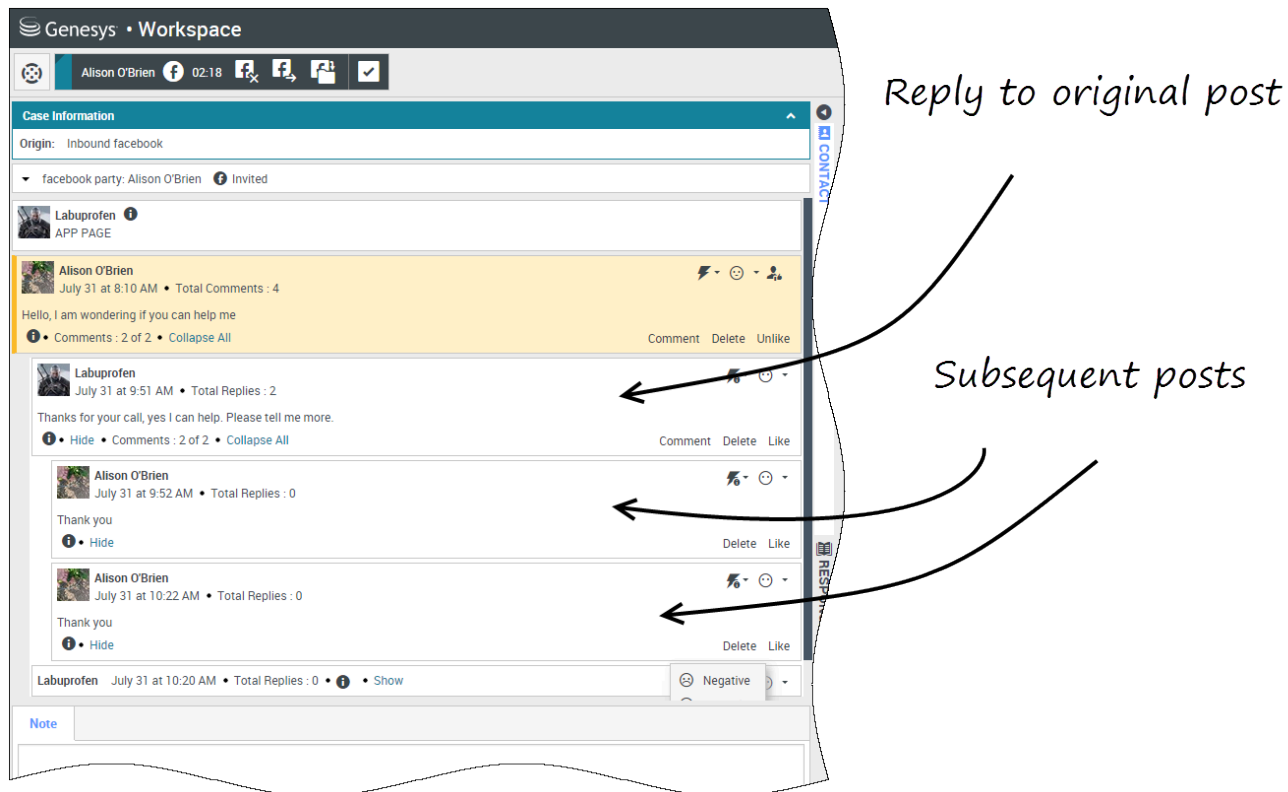 Genesys • Workspace
Alison O'Brien 02:18
Case Information
Origin: Inbound facebook
facebook party: Alison O'Brien Invited
Labuprofen
APP PAGE
Alison O'Brien
July 31 at 8:10 AM • Total Comments : 4
Hello, I am wondering if you can help me
• Comments : 2 of 2 • Collapse All Comment Delete Unlike
Labuprofen
July 31 at 9:51 AM • Total Replies : 2
Thanks for your call, yes I can help. Please tell me more.
• Hide • Comments : 2 of 2 • Collapse All Comment Delete Like
Alison O'Brien
July 31 at 9:52 AM • Total Replies : 0
Thank you
• Hide Delete Like
Alison O'Brien
July 31 at 10:22 AM • Total Replies : 0
Thank you
• Hide Delete Like
Labuprofen July 31 at 10:20 AM • Total Replies : 0 • • Show
Negative
Note
CONTACT
Reply to original post
Subsequent posts